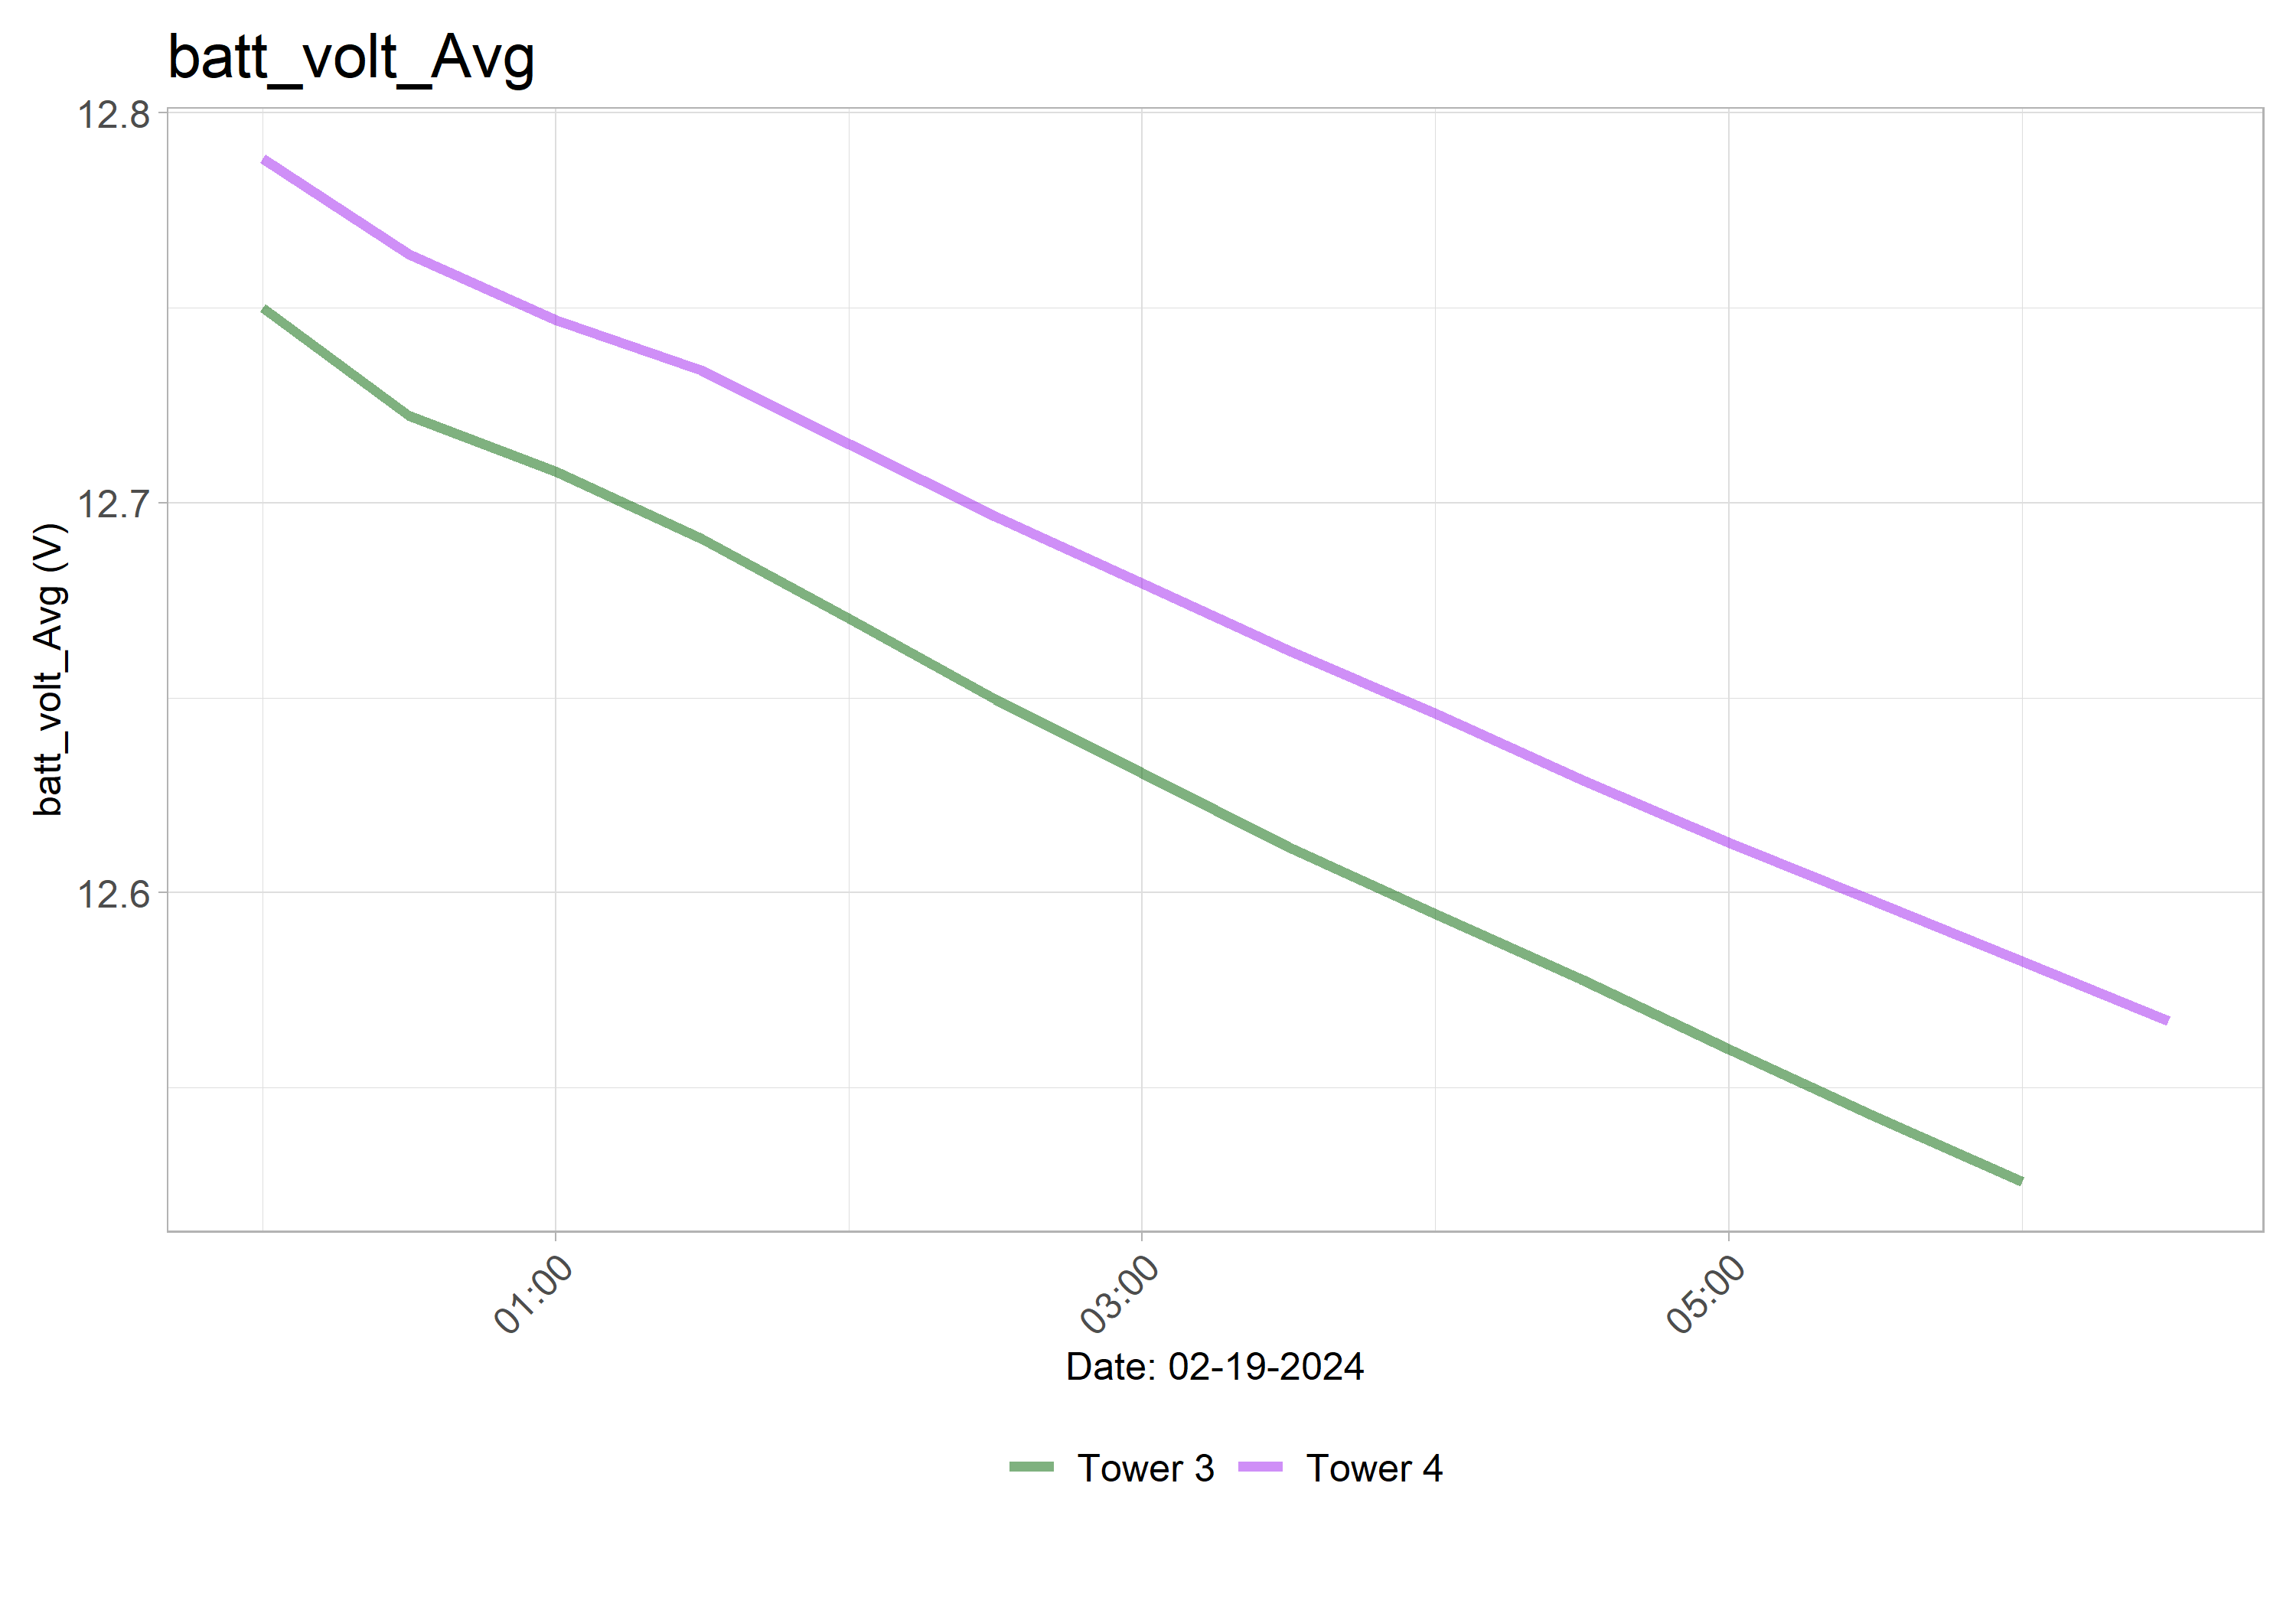 batt_volt_Avg
12.8
12.7
12.6
batt_volt_Avg (V)
01:00
03:00
05:00
Date: 02-19-2024
Tower 3
Tower 4